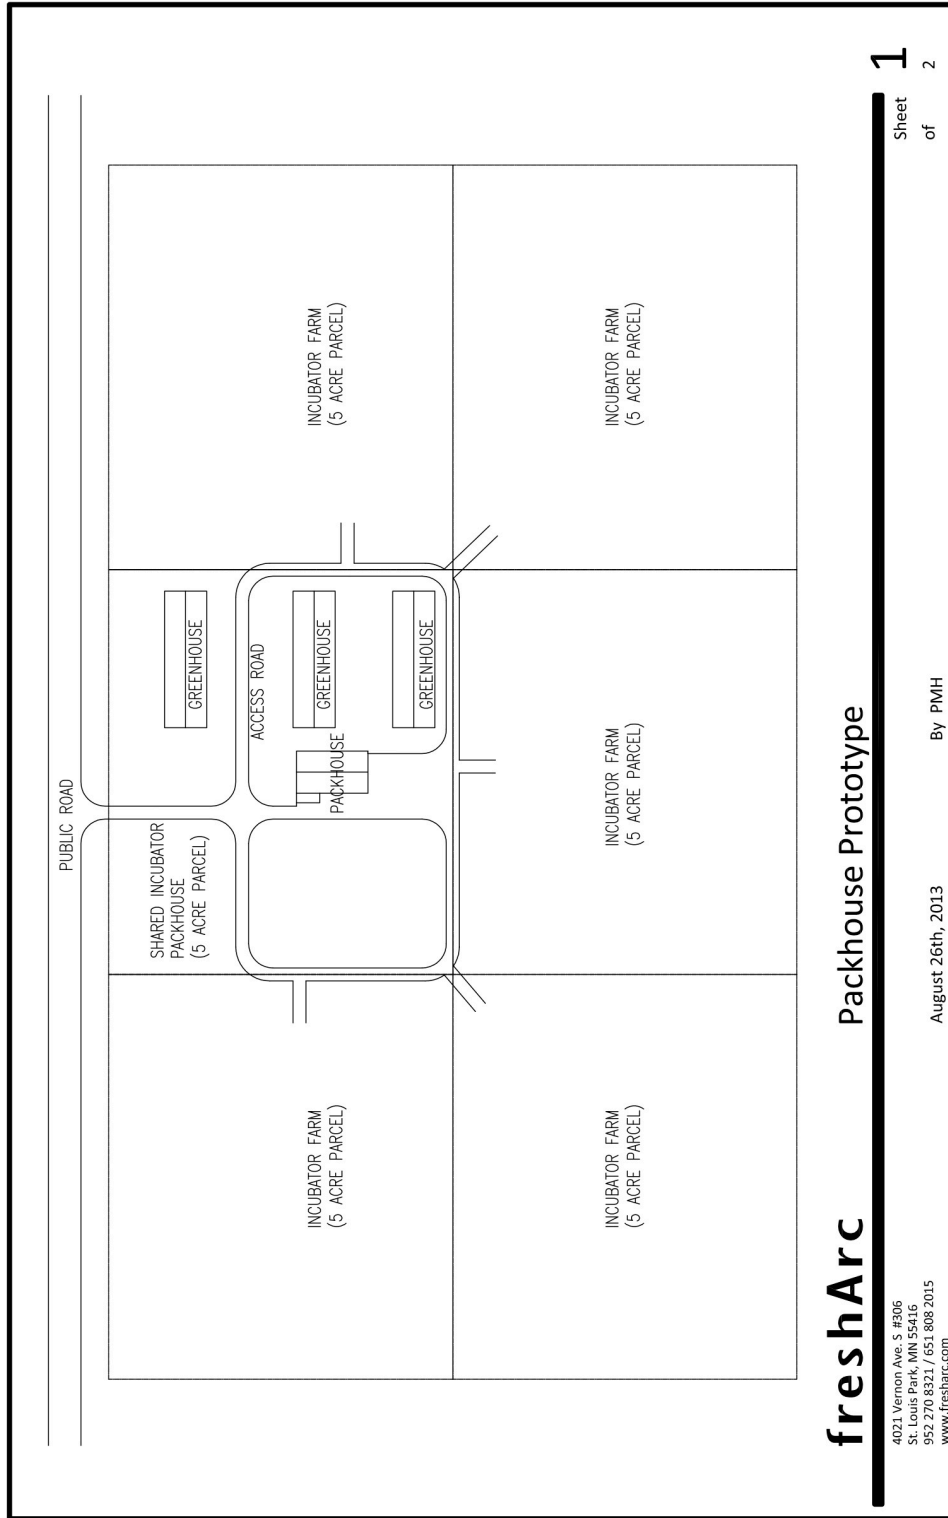 PUBLIC ROAD
SHARED INCUBATOR
PACKHOUSE
(5 ACRE PARCEL)
GREENHOUSE
ACCESS ROAD
GREENHOUSE
PACKHOUSE
GREENHOUSE
INCUBATOR FARM
(5 ACRE PARCEL)
INCUBATOR FARM
(5 ACRE PARCEL)
INCUBATOR FARM
(5 ACRE PARCEL)
INCUBATOR FARM
(5 ACRE PARCEL)
INCUBATOR FARM
(5 ACRE PARCEL)
freshArc
Packhouse Prototype
4021 Vernon Ave. S #306
St. Louis Park, MN 55416
952 270 8321 / 651 808 2015
www.fresharc.com
August 26th, 2013
By PMH
Sheet 1
of 2